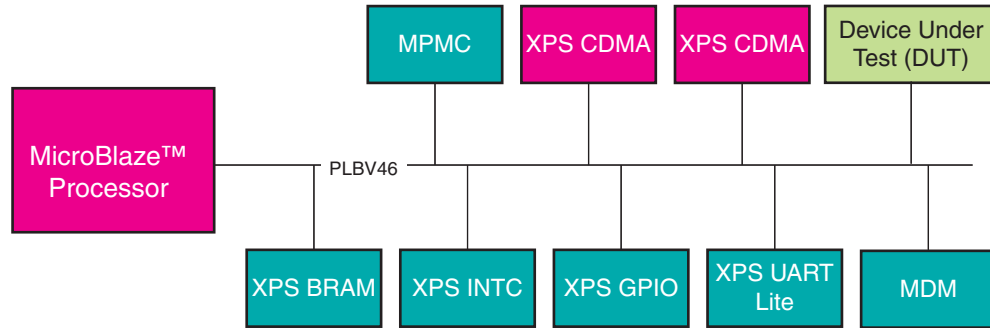 MPMC
XPS CDMA
XPS CDMA
Device Under
Test (DUT)
MicroBlaze™
Processor
PLBV46
XPS BRAM
XPS INTC
XPS GPIO
XPS UART
Lite
MDM